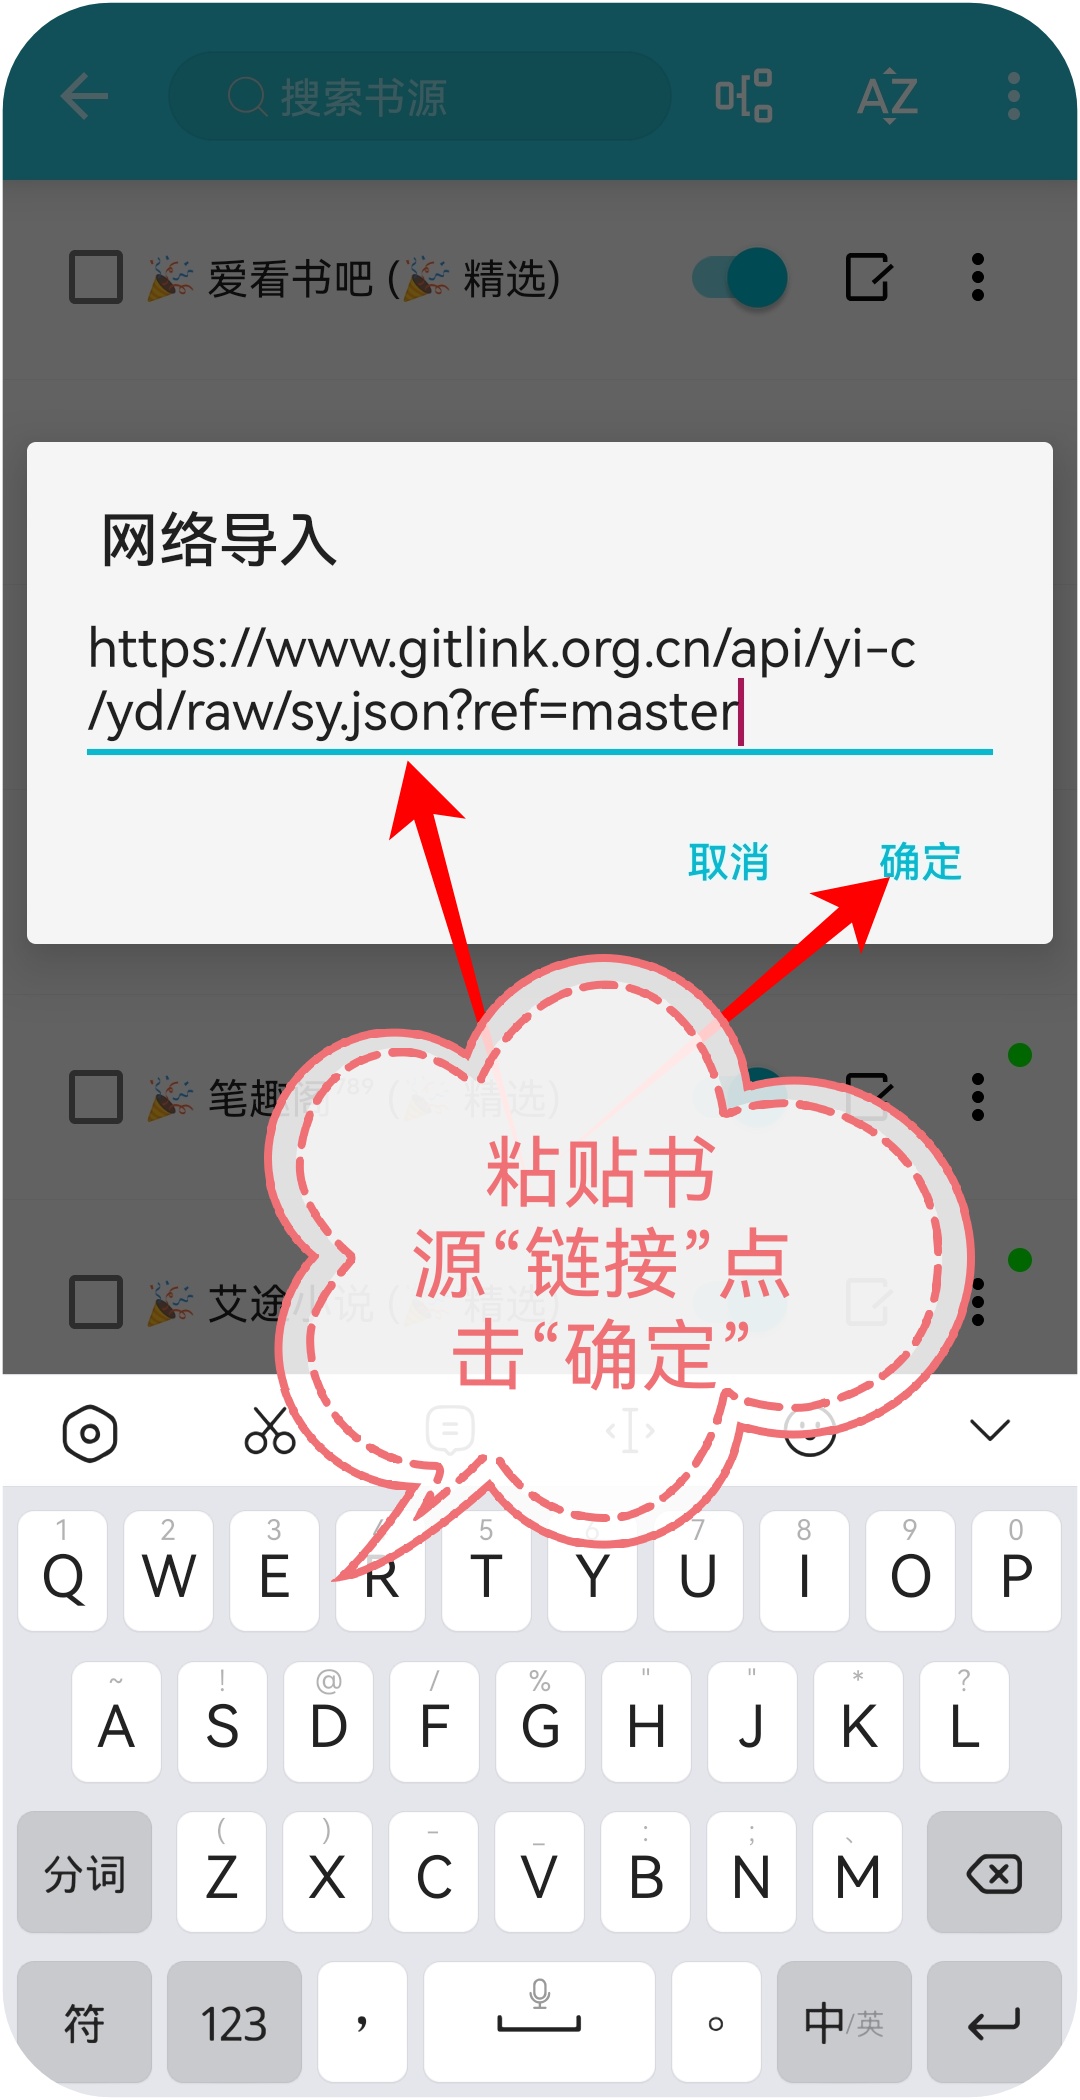 搜索书源
AZ
爱看书吧 (🎉 精选)
网络导入
https://www.gitlink.org.cn/api/yi-c
/yd/raw/sy.json?ref=master
取消
确定
笔趣阁789 (🎉 精选)
艾途小说 (🎉 精选)
粘贴书
源“链接”点
击“确定”
1 2 3 4 5 6 7 8 9 0
Q W E R T Y U I O P
~ ! @ / % " " * ?
A S D F G H J K L
( ) - _ : ; 、
分词 Z X C V B N M
符 123 , 。 中/英